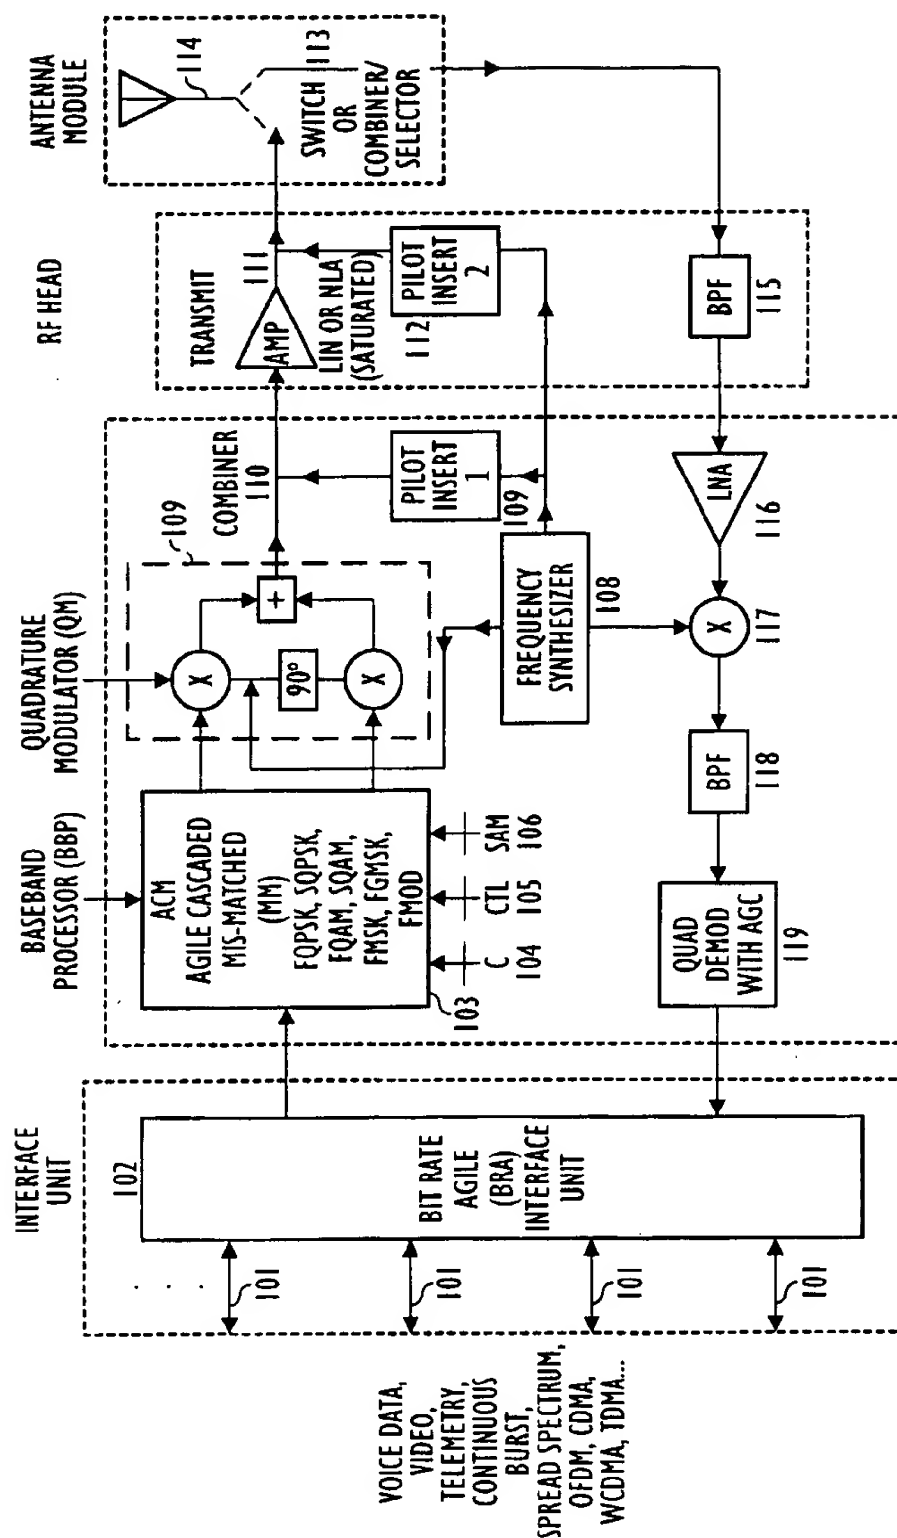 VOICE DATA,
VIDEO,
TELEMETRY,
CONTINUOUS
BURST,
SPREAD SPECTRUM,
OFDM, CDMA,
WCDMA, TDMA...
INTERFACE
UNIT
102
101
101
101
101
BIT RATE
AGILE
(BRA)
INTERFACE
UNIT
BASEBAND
PROCESSOR (BBP)
ACM
AGILE CASCADED
MIS-MATCHED
(MM)
FQPSK, SQPSK,
FQAM, SQAM,
FMSK, FGMSK,
FMOD
103
C
104
CTL
105
SAM
106
QUADRATURE
MODULATOR (QM)
109
X
90°
X
+
COMBINER
110
FREQUENCY
SYNTHESIZER
108
109
PILOT
INSERT
1
RF HEAD
TRANSMIT
AMP
111
LIN OR NLA
(SATURATED)
112
PILOT
INSERT
2
ANTENNA
MODULE
114
113
SWITCH
OR
COMBINER/
SELECTOR
BPF
115
LNA
116
X
117
BPF
118
QUAD
DEMOD
WITH AGC
119